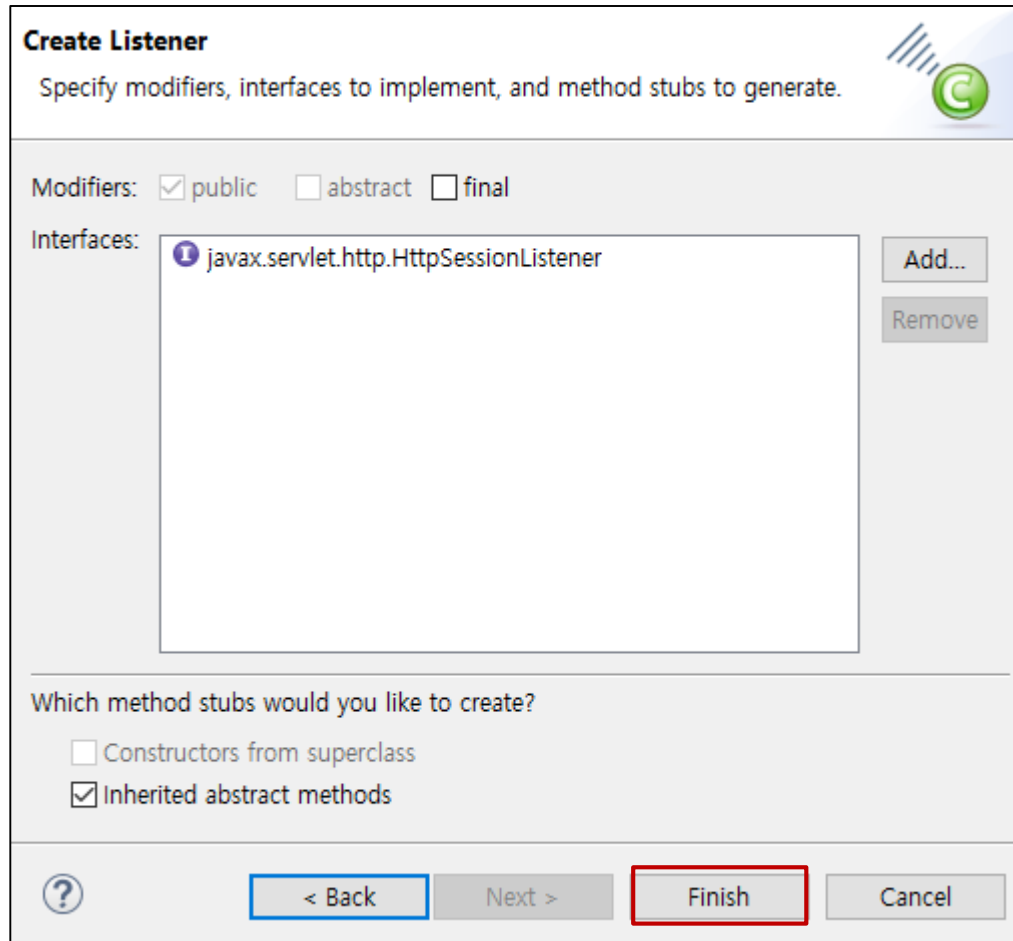 Create Listener
Specify modifiers, interfaces to implement, and method stubs to generate.
Modifiers: public abstract final
Interfaces:
javax.servlet.http.HttpSessionListener
Add...
Remove
Which method stubs would you like to create?
Constructors from superclass
Inherited abstract methods
? < Back Next > Finish Cancel